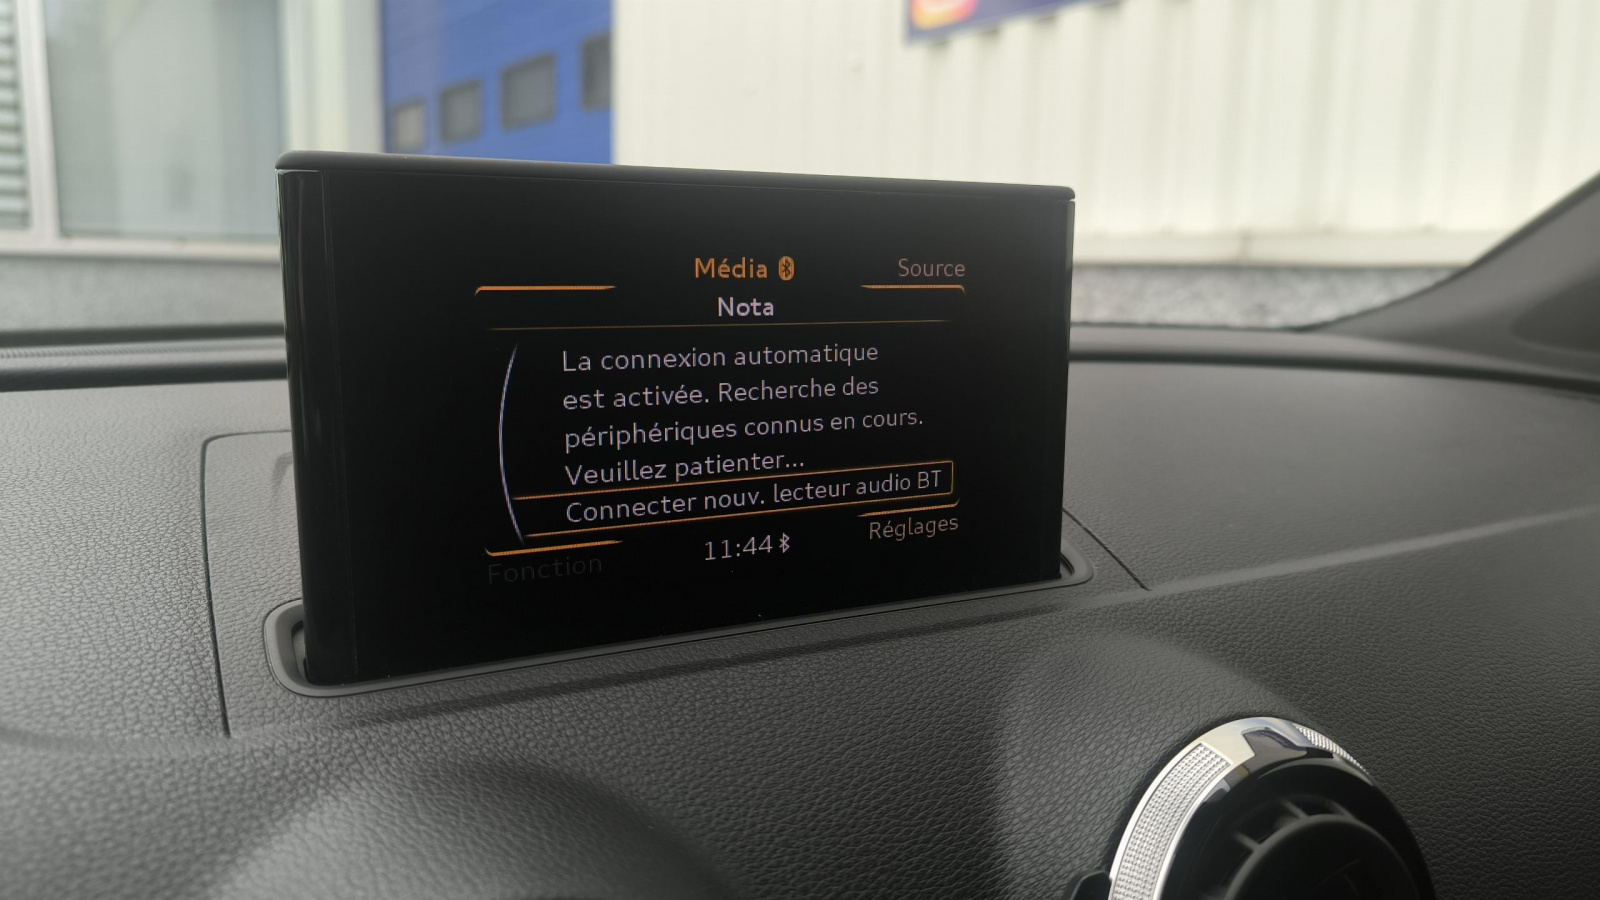 Média
Source
Nota
La connexion automatique
est activée. Recherche des
périphériques connus en cours.
Veuillez patienter...
Connecter nouv. lecteur audio BT
Réglages
11:44
Fonction